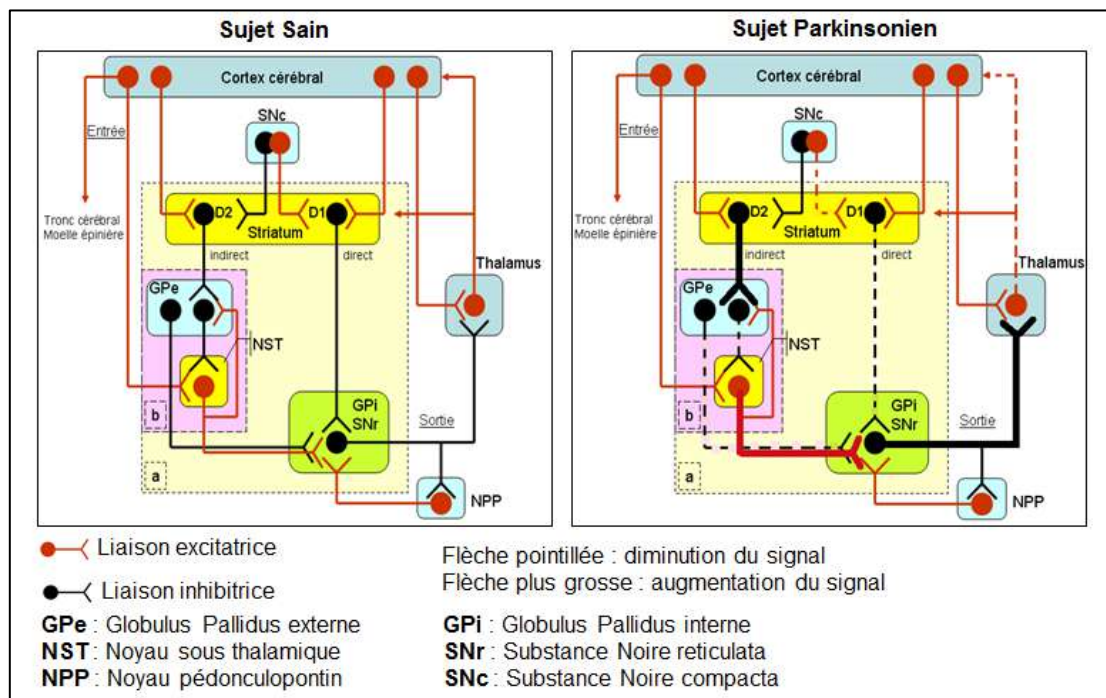 Sujet Sain
Cortex cérébral
SNc
Entrée
Tronc cérébral
Moelle épinière
D2
D1
Striatum
indirect
direct
Thalamus
GPe
NST
b
GPi
SNr
Sortie
a
NPP
Sujet Parkinsonien
Cortex cérébral
SNc
Entrée
Tronc cérébral
Moelle épinière
D2
D1
Striatum
indirect
direct
Thalamus
GPe
NST
b
GPi
SNr
Sortie
a
NPP
Liaison excitatrice
Liaison inhibitrice
GPe : Globulus Pallidus externe
NST : Noyau sous thalamique
NPP : Noyau pédonculopontin
Flèche pointillée : diminution du signal
Flèche plus grosse : augmentation du signal
GPi : Globulus Pallidus interne
SNr : Substance Noire reticulata
SNc : Substance Noire compacta